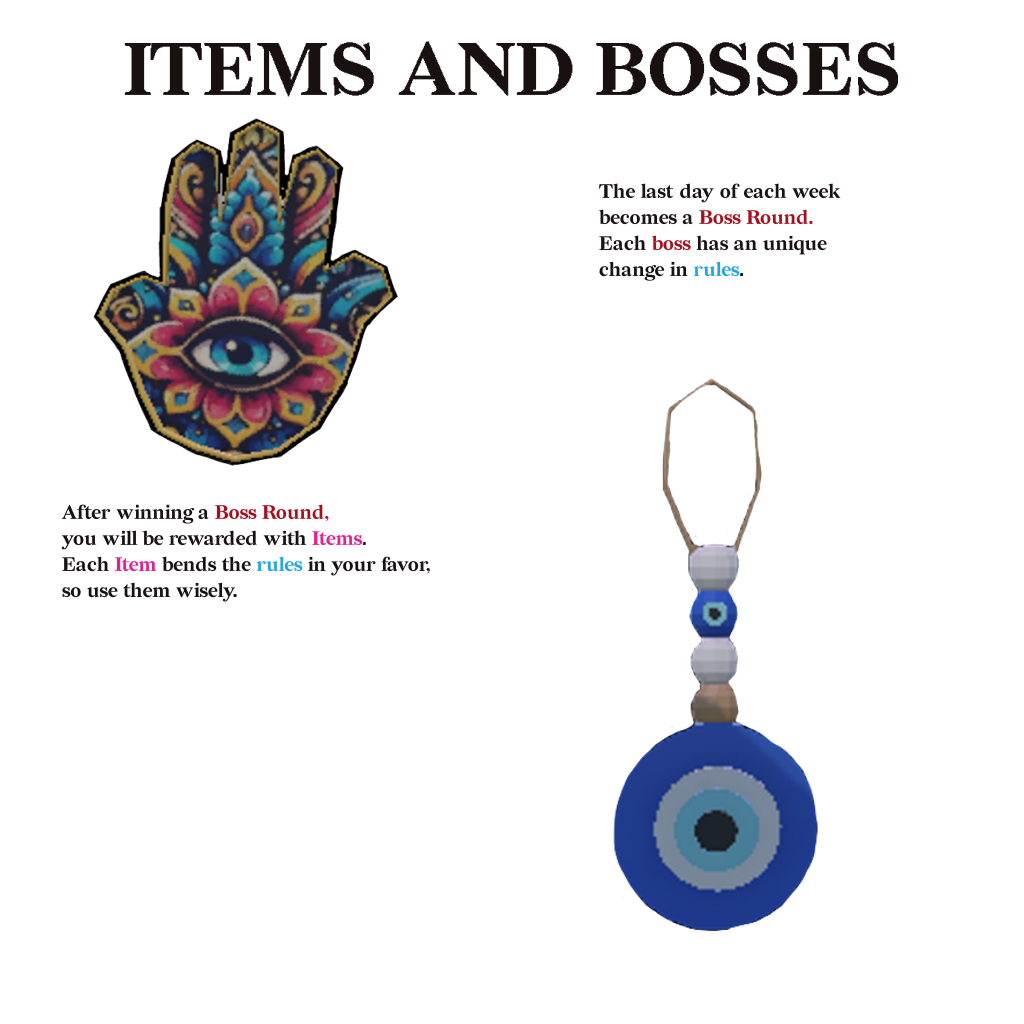 ITEMS AND BOSSES
The last day of each week
becomes a Boss Round.
Each boss has an unique
change in rules.
After winning a Boss Round,
you will be rewarded with Items.
Each Item bends the rules in your favor,
so use them wisely.